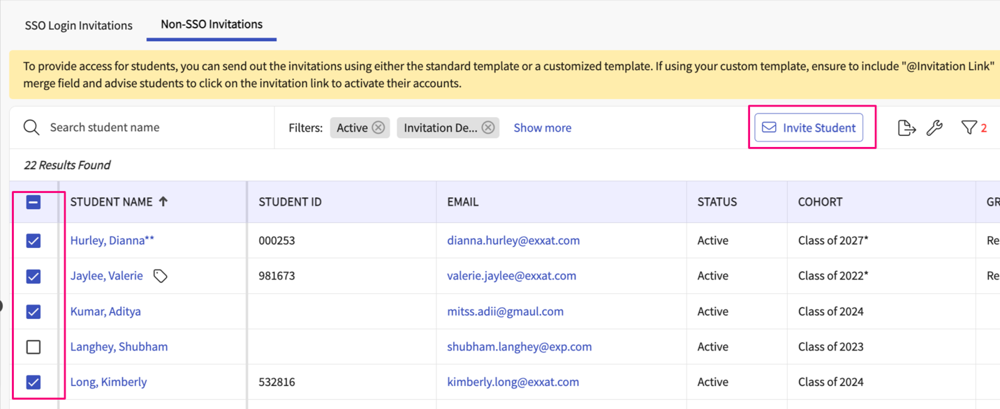 SSO Login Invitations Non-SSO Invitations
To provide access for students, you can send out the invitations using either the standard template or a customized template. If using your custom template, ensure to include "@Invitation Link"
merge field and advise students to click on the invitation link to activate their accounts.
Search student name Filters: Active Invitation De... Show more Invite Student 2
22 Results Found
STUDENT NAME STUDENT ID EMAIL STATUS COHORT GR
Hurley, Dianna** 000253 dianna.hurley@exxat.com Active Class of 2027* Re
Jaylee, Valerie 981673 valerie.jaylee@exxat.com Active Class of 2022* Re
Kumar, Aditya mitss.adii@gmaul.com Active Class of 2024
Langhey, Shubham shubham.langhey@exp.com Active Class of 2023
Long, Kimberly 532816 kimberly.long@exxat.com Active Class of 2024